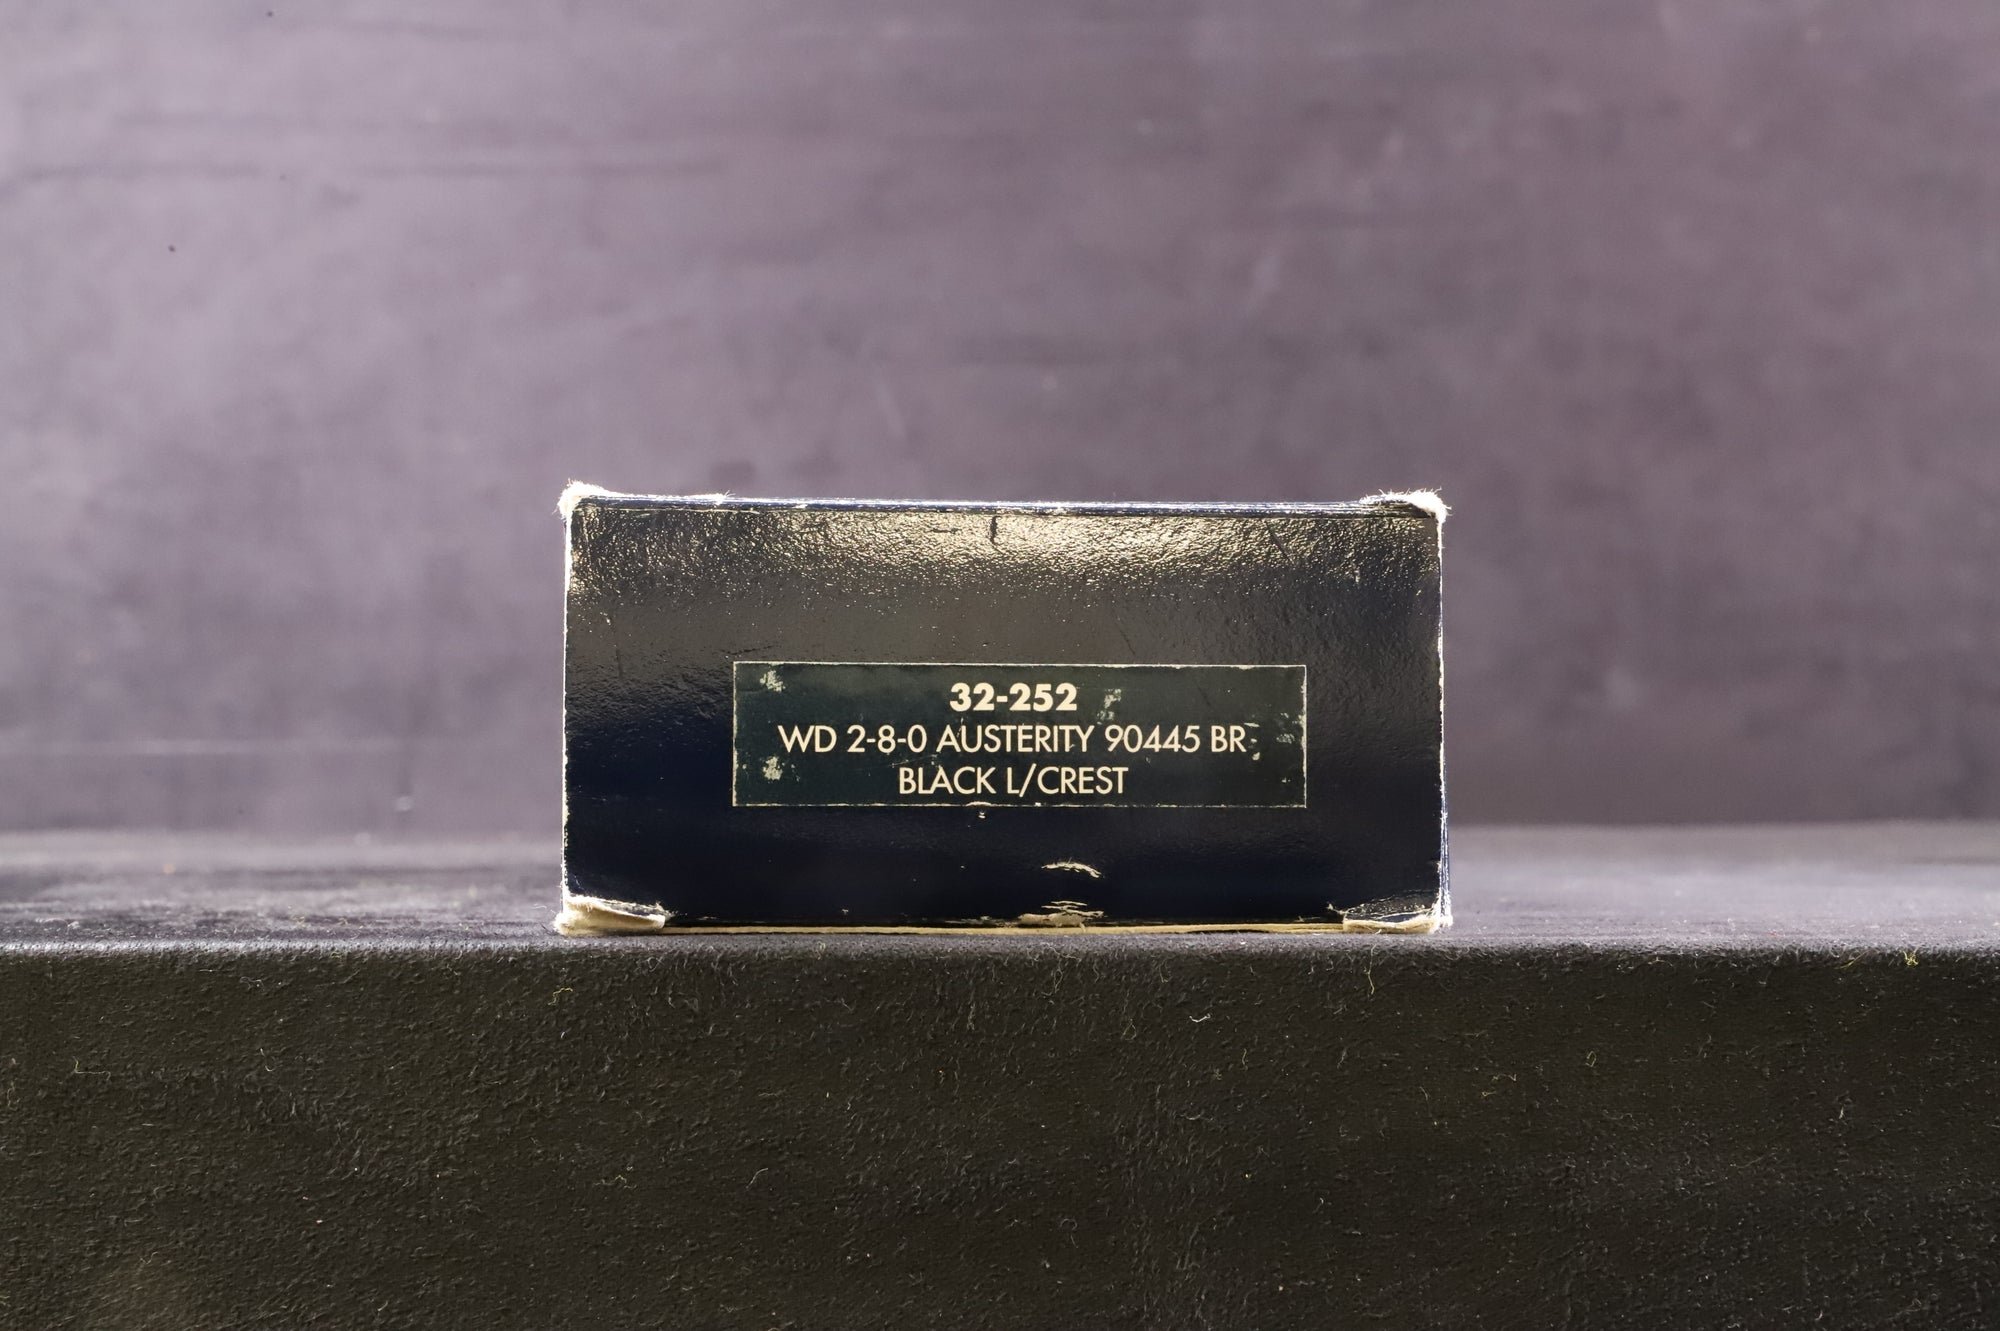 32-252
WD 2-8-0 AUSTERITY 90445 BR
BLACK L/CREST